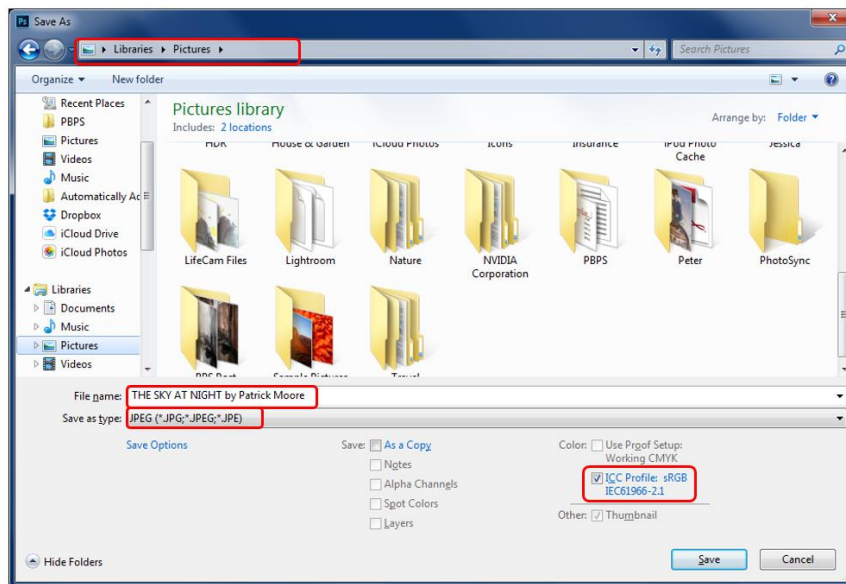 Ps Save As
Libraries Pictures
Search Pictures
Organize New folder
Recent Places
PBPS
Pictures
Videos
Music
Automatically Ac
Dropbox
iCloud Drive
iCloud Photos
Libraries
Documents
Music
Pictures
Videos
Pictures library
Includes: 2 locations
Arrange by: Folder
HDR House & Garden iCloud Photos Icons Insurance iPod Photo Cache Jessica
LifeCam Files Lightroom Nature NVIDIA Corporation PBPS Peter PhotoSync
Sample Pictures Travel
File name: THE SKY AT NIGHT by Patrick Moore
Save as type: JPEG (*.JPG;*.JPEG;*.JPE)
Save Options
Save: As a Copy
Notes
Alpha Channels
Spot Colors
Layers
Color: Use Proof Setup:
Working CMYK
ICC Profile: sRGB
IEC61966-2.1
Other: Thumbnail
Hide Folders
Save Cancel